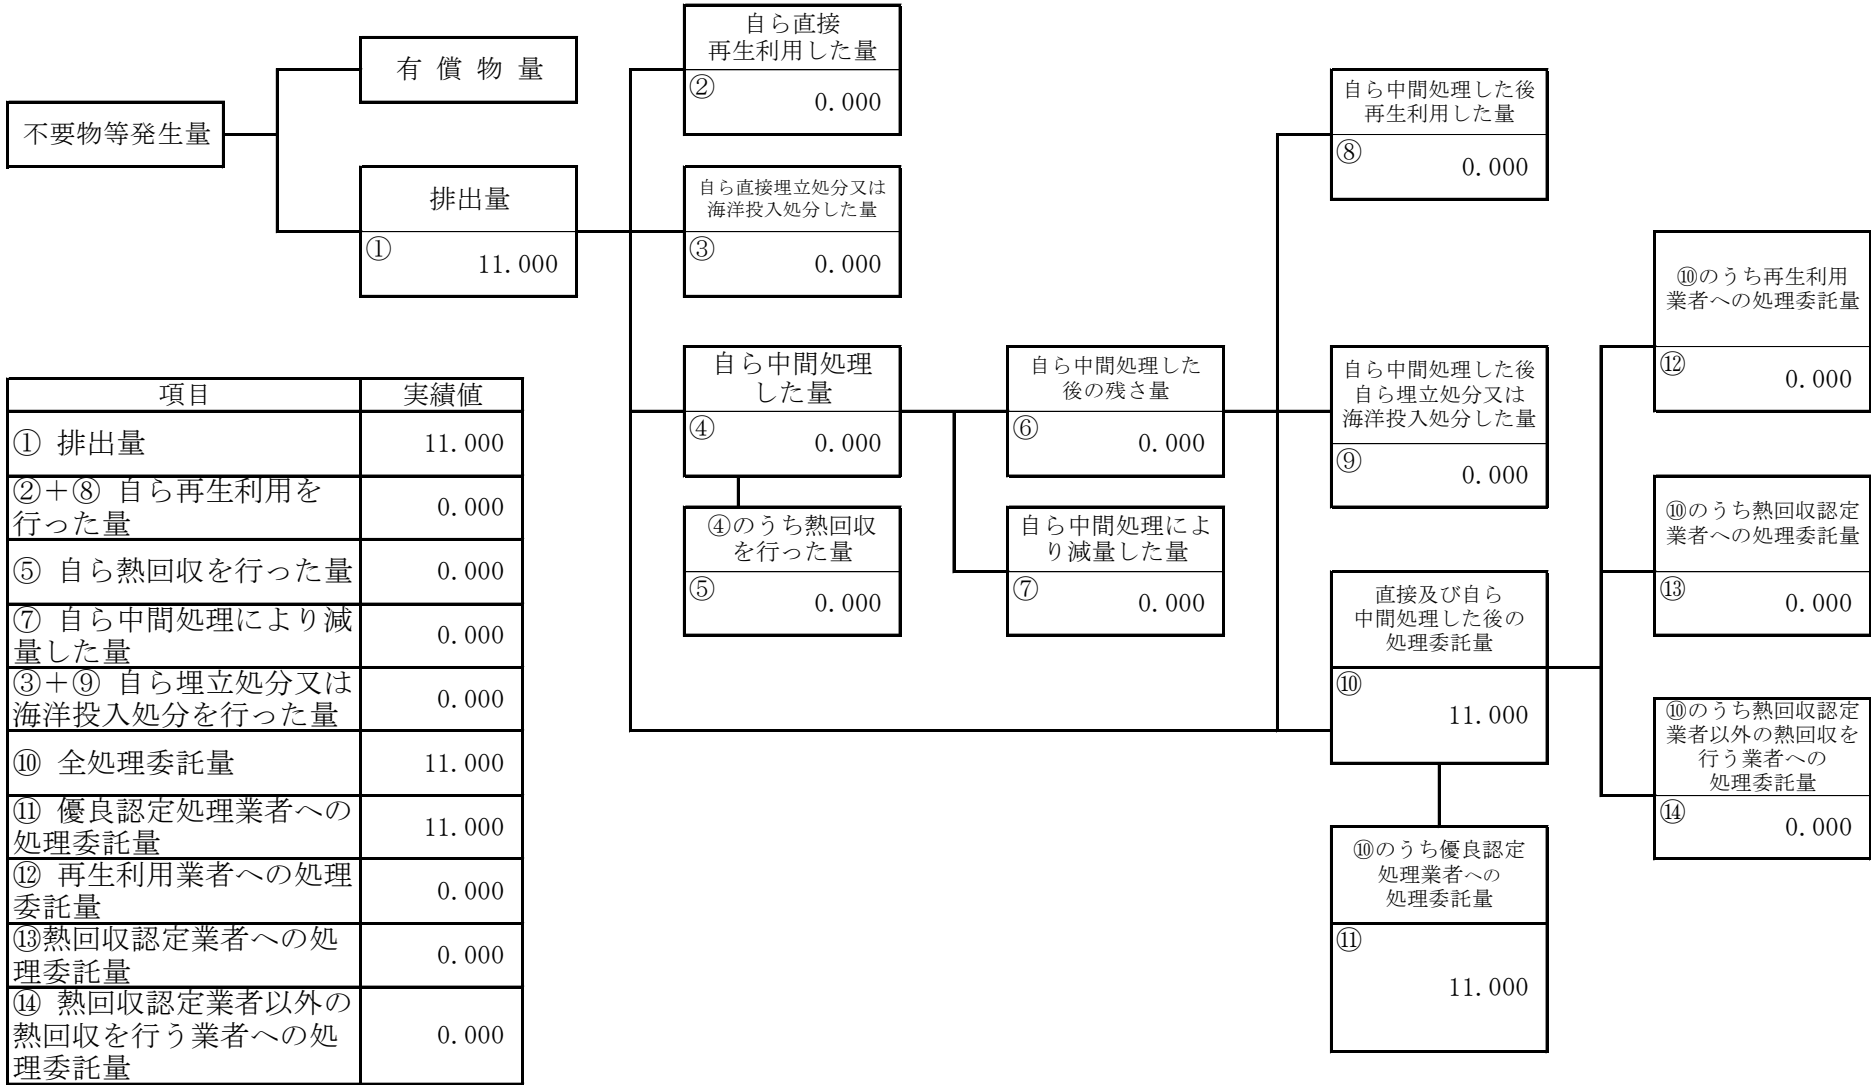 不要物等発生量
有 償 物 量
排出量
①
11.000
自ら直接
再生利用した量
②
0.000
自ら直接埋立処分又は
海洋投入処分した量
③
0.000
自ら中間処理
した量
④
0.000
④のうち熱回収
を行った量
⑤
0.000
自ら中間処理した
後の残さ量
⑥
0.000
自ら中間処理によ
り減量した量
⑦
0.000
自ら中間処理した後
再生利用した量
⑧
0.000
自ら中間処理した後
自ら埋立処分又は
海洋投入処分した量
⑨
0.000
直接及び自ら
中間処理した後の
処理委託量
⑩
11.000
⑩のうち優良認定
処理業者への
処理委託量
⑪
11.000
⑩のうち再生利用
業者への処理委託量
⑫
0.000
⑩のうち熱回収認定
業者への処理委託量
⑬
0.000
⑩のうち熱回収認定
業者以外の熱回収を
行う業者への
処理委託量
⑭
0.000
項目 実績値
① 排出量 11.000
②＋⑧ 自ら再生利用を
行った量 0.000
⑤ 自ら熱回収を行った量 0.000
⑦ 自ら中間処理により減
量した量 0.000
③＋⑨ 自ら埋立処分又は
海洋投入処分を行った量 0.000
⑩ 全処理委託量 11.000
⑪ 優良認定処理業者への
処理委託量 11.000
⑫ 再生利用業者への処理
委託量 0.000
⑬熱回収認定業者への処
理委託量 0.000
⑭ 熱回収認定業者以外の
熱回収を行う業者への処
理委託量 0.000